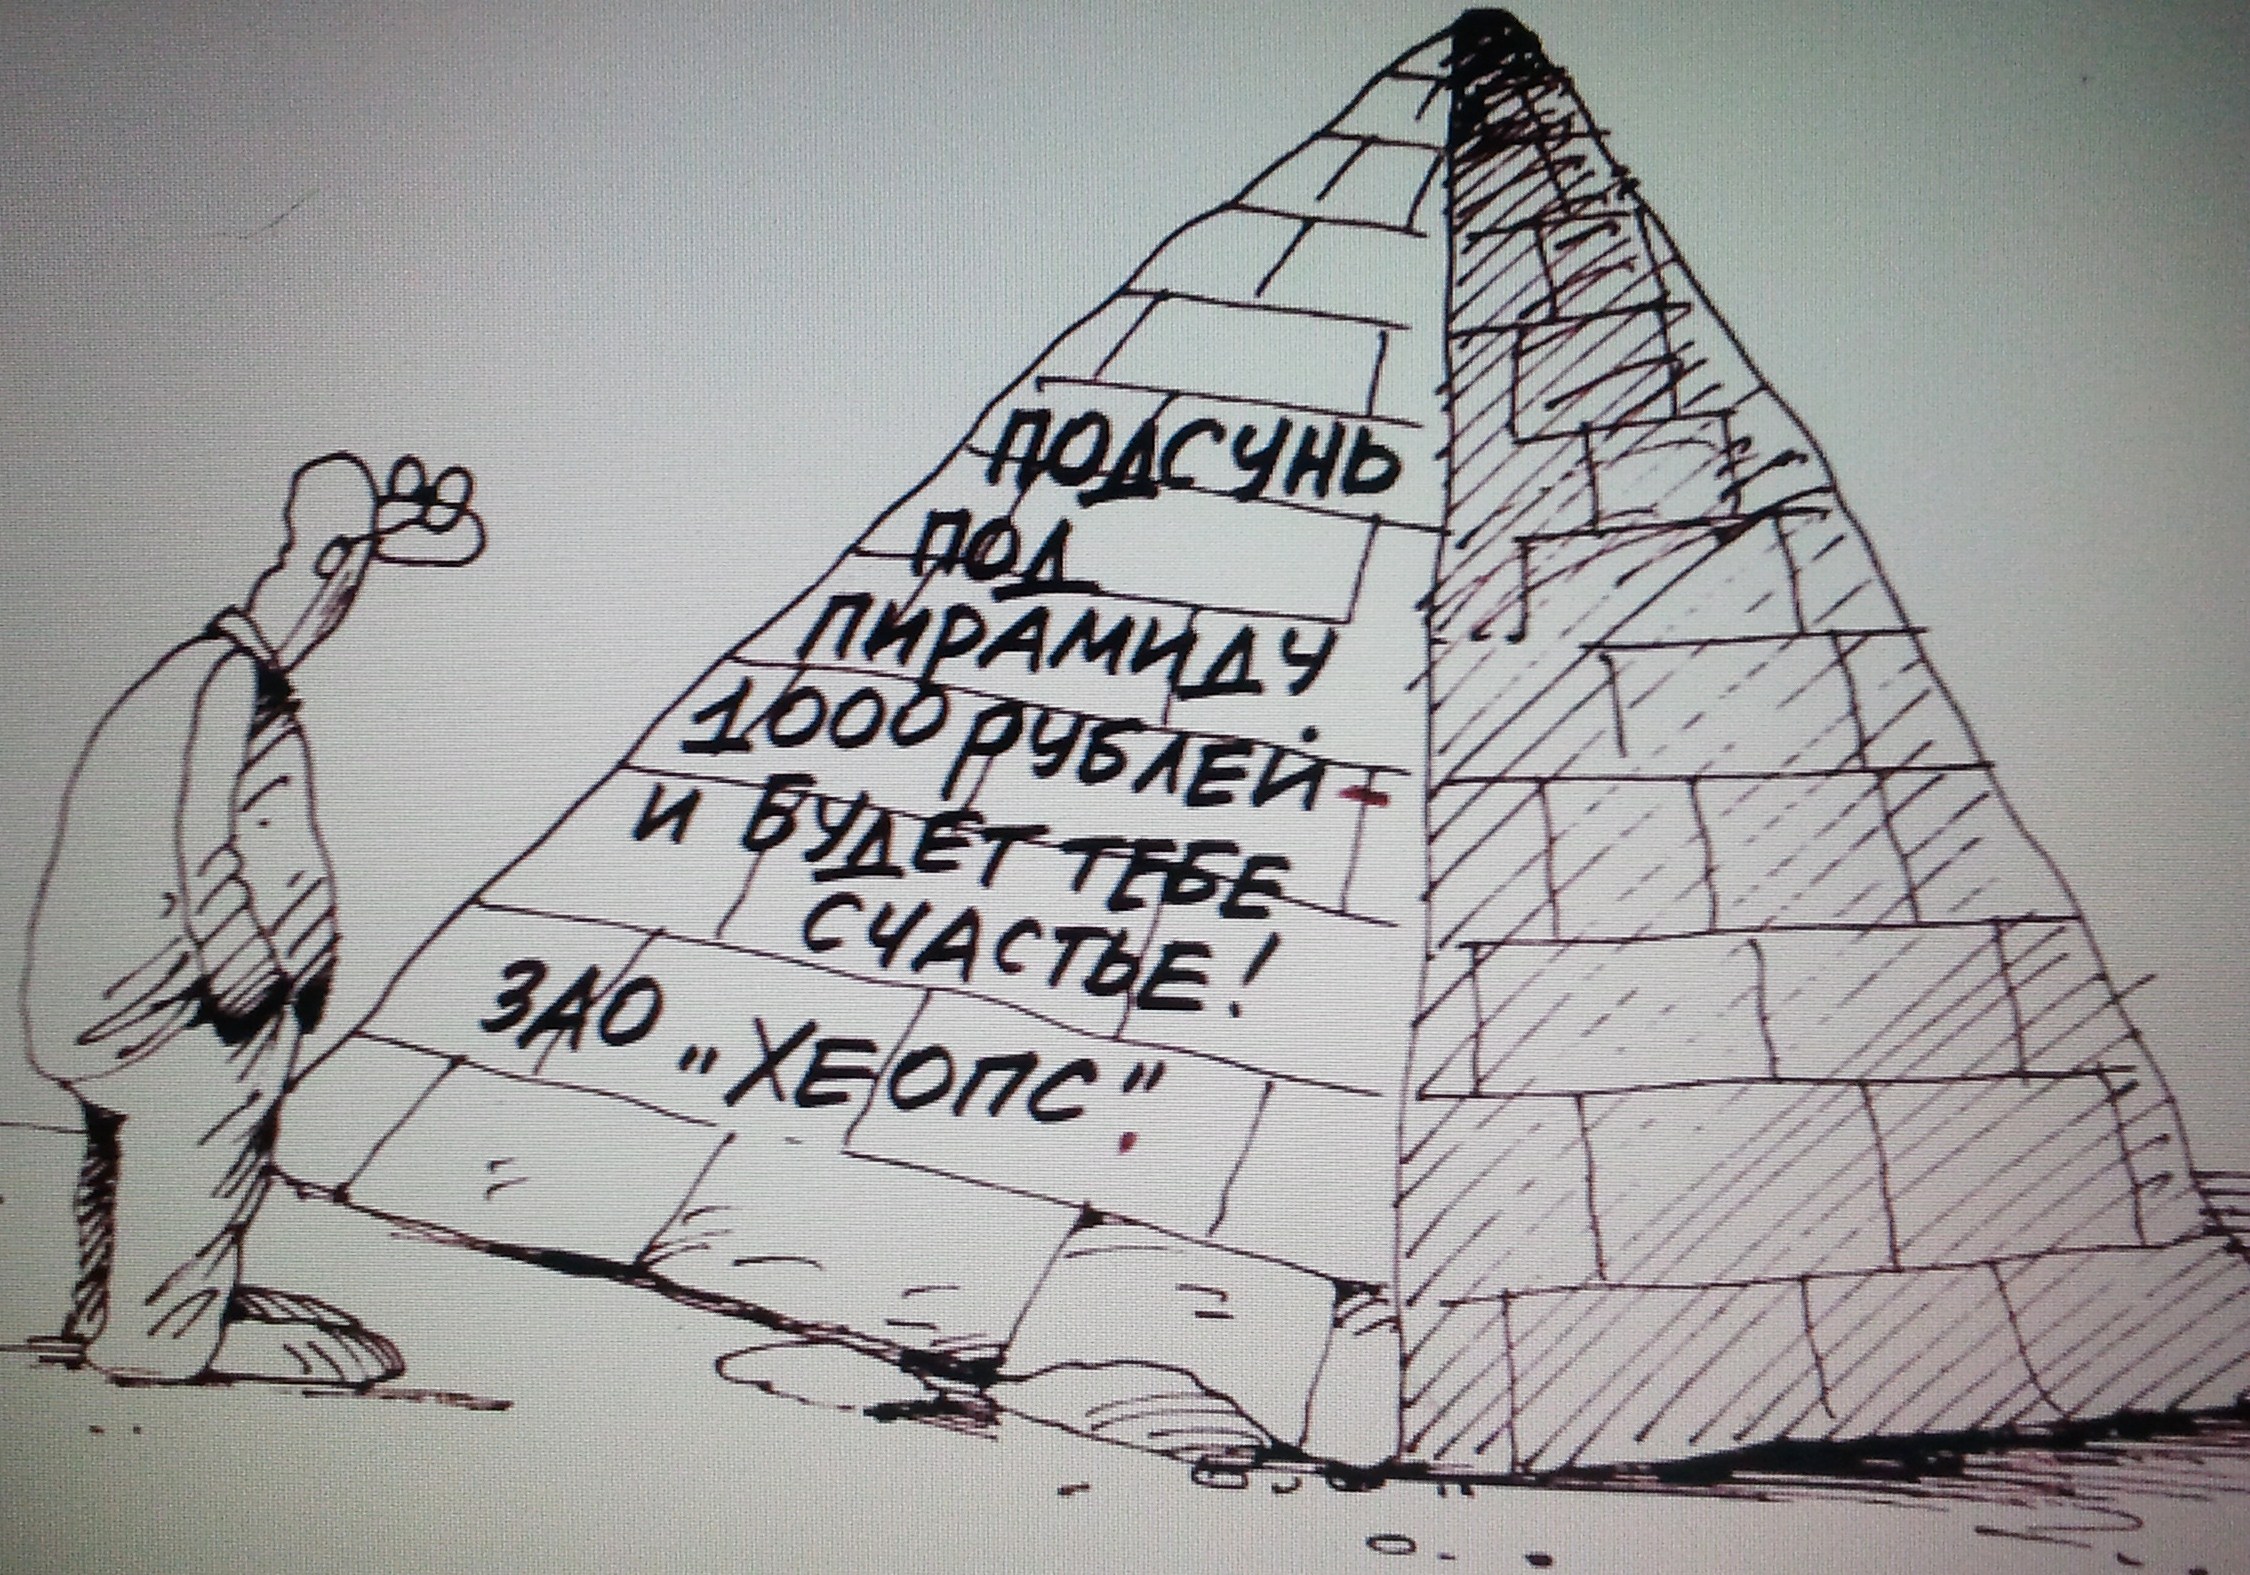 ПОДСУНЬ
ПОД
ПИРАМИДУ
1000 РУБЛЕЙ -
И БУДЕТ ТЕБЕ
СЧАСТЬЕ!
ЗАО „ХЕОПС".